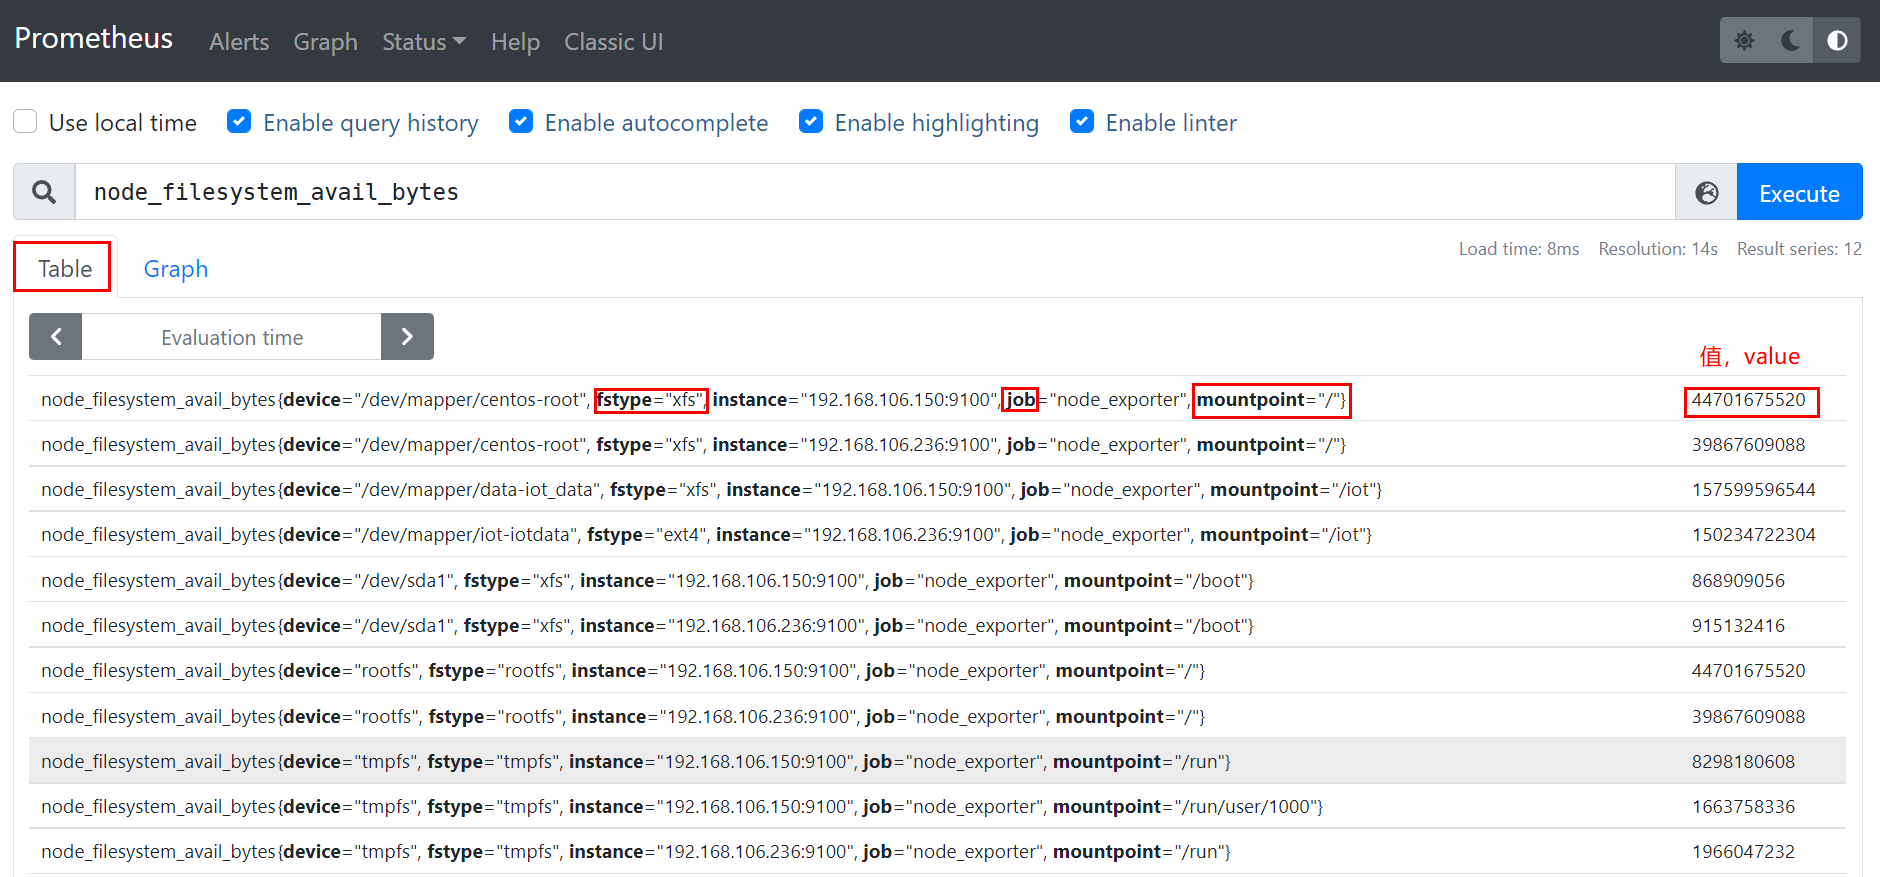 Prometheus Alerts Graph Status Help Classic UI
Use local time Enable query history Enable autocomplete Enable highlighting Enable linter
node_filesystem_avail_bytes Execute
Table Graph Load time: 8ms Resolution: 14s Result series: 12
Evaluation time
值，value
node_filesystem_avail_bytes{device="/dev/mapper/centos-root", fstype="xfs", instance="192.168.106.150:9100", job="node_exporter", mountpoint="/"} 44701675520
node_filesystem_avail_bytes{device="/dev/mapper/centos-root", fstype="xfs", instance="192.168.106.236:9100", job="node_exporter", mountpoint="/"} 39867609088
node_filesystem_avail_bytes{device="/dev/mapper/data-iot_data", fstype="xfs", instance="192.168.106.150:9100", job="node_exporter", mountpoint="/iot"} 157599596544
node_filesystem_avail_bytes{device="/dev/mapper/iot-iotdata", fstype="ext4", instance="192.168.106.236:9100", job="node_exporter", mountpoint="/iot"} 150234722304
node_filesystem_avail_bytes{device="/dev/sda1", fstype="xfs", instance="192.168.106.150:9100", job="node_exporter", mountpoint="/boot"} 868909056
node_filesystem_avail_bytes{device="/dev/sda1", fstype="xfs", instance="192.168.106.236:9100", job="node_exporter", mountpoint="/boot"} 915132416
node_filesystem_avail_bytes{device="rootfs", fstype="rootfs", instance="192.168.106.150:9100", job="node_exporter", mountpoint="/"} 44701675520
node_filesystem_avail_bytes{device="rootfs", fstype="rootfs", instance="192.168.106.236:9100", job="node_exporter", mountpoint="/"} 39867609088
node_filesystem_avail_bytes{device="tmpfs", fstype="tmpfs", instance="192.168.106.150:9100", job="node_exporter", mountpoint="/run"} 8298180608
node_filesystem_avail_bytes{device="tmpfs", fstype="tmpfs", instance="192.168.106.150:9100", job="node_exporter", mountpoint="/run/user/1000"} 1663758336
node_filesystem_avail_bytes{device="tmpfs", fstype="tmpfs", instance="192.168.106.236:9100", job="node_exporter", mountpoint="/run"} 1966047232